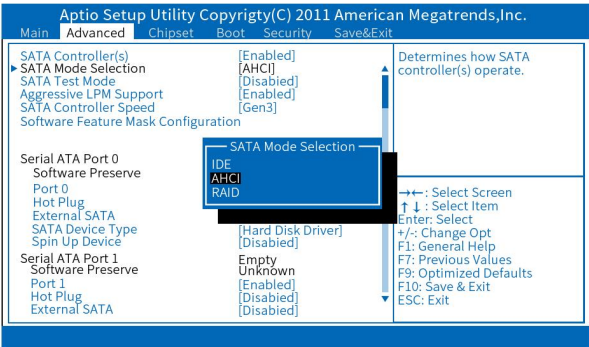 Aptio Setup Utility Copyrigty(C) 2011 American Megatrends,Inc.
Main Advanced Chipset Boot Security Save&Exit
SATA Controller(s) [Enabled]
SATA Mode Selection [AHCI]
SATA Test Mode [Disabled]
Aggressive LPM Support [Enabled]
SATA Controller Speed [Gen3]
Software Feature Mask Configuration
Serial ATA Port 0
Software Preserve
Port 0
Hot Plug
External SATA
SATA Device Type [Hard Disk Driver]
Spin Up Device [Disabled]
Serial ATA Port 1 Empty
Software Preserve Unknown
Port 1 [Enabled]
Hot Plug [Disabled]
External SATA [Disabled]
SATA Mode Selection
IDE
AHCI
RAID
Determines how SATA
controller(s) operate.
→←: Select Screen
↑↓: Select Item
Enter: Select
+/-: Change Opt
F1: General Help
F7: Previous Values
F9: Optimized Defaults
F10: Save & Exit
ESC: Exit